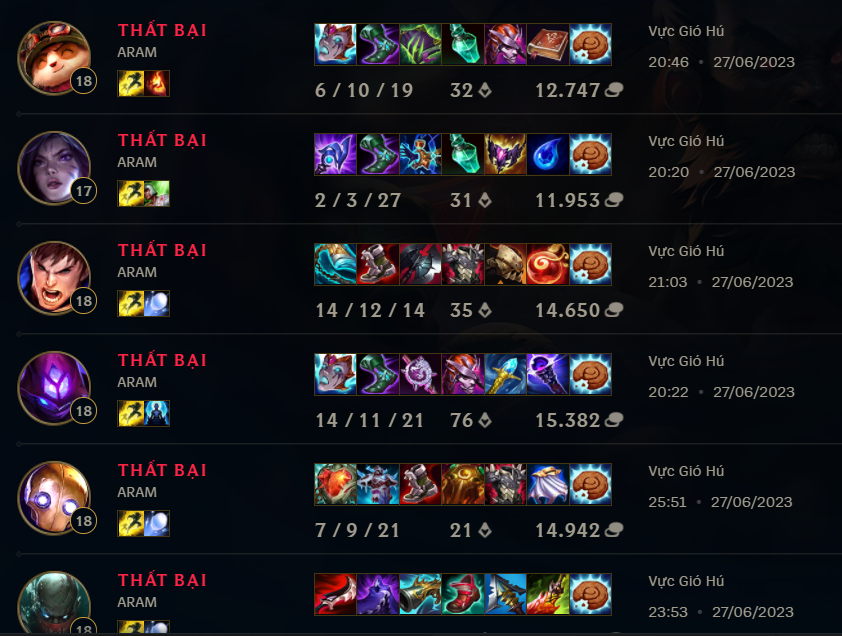 THẤT BẠI
ARAM
18
6 / 10 / 19 32 12.747
Vực Gió Hú
20:46 • 27/06/2023
THẤT BẠI
ARAM
17
2 / 3 / 27 31 11.953
Vực Gió Hú
20:20 • 27/06/2023
THẤT BẠI
ARAM
18
14 / 12 / 14 35 14.650
Vực Gió Hú
21:03 • 27/06/2023
THẤT BẠI
ARAM
18
14 / 11 / 21 76 15.382
Vực Gió Hú
20:22 • 27/06/2023
THẤT BẠI
ARAM
18
7 / 9 / 21 21 14.942
Vực Gió Hú
25:51 • 27/06/2023
THẤT BẠI
ARAM
18
Vực Gió Hú
23:53 • 27/06/2023